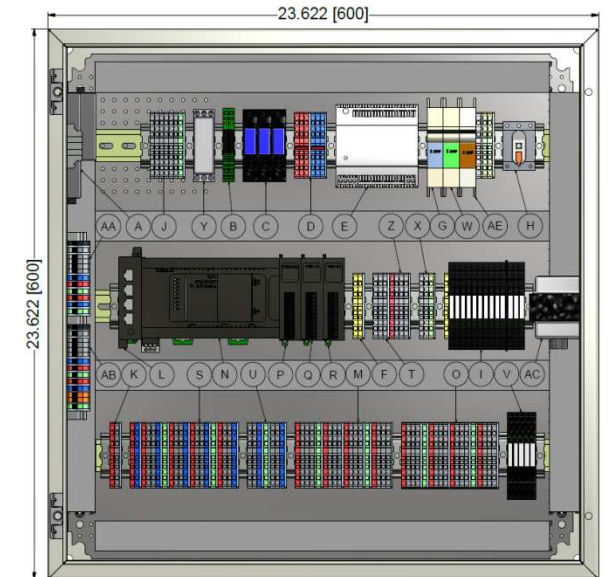 23.622 [600]
23.622 [600]
A J Y B C D E G W AE H
AA Z X
AB K L S N U P Q R M F T O I V AC